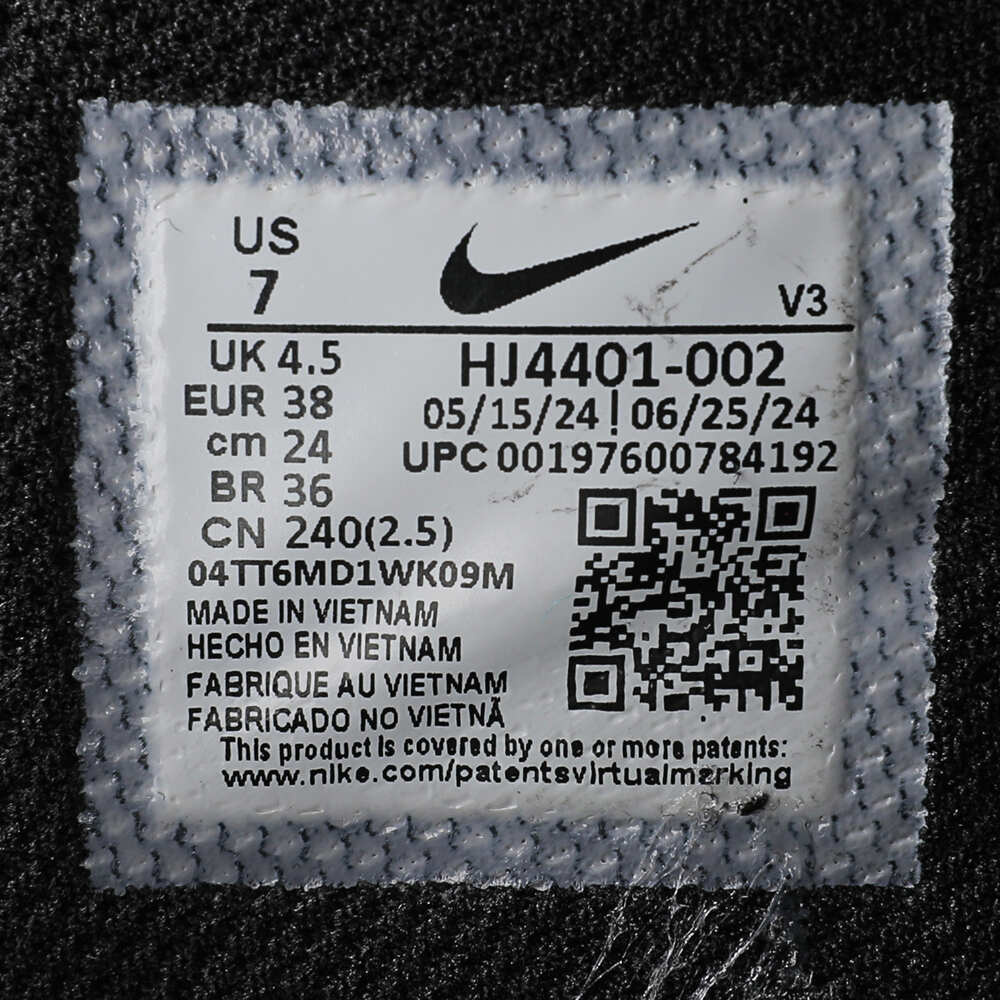 US
7
V3
UK 4.5
EUR 38
cm 24
BR 36
CN 240(2.5)
HJ4401-002
05/15/24 | 06/25/24
UPC 00197600784192
04TT6MD1WK09M
MADE IN VIETNAM
HECHO EN VIETNAM
FABRIQUE AU VIETNAM
FABRICADO NO VIETNÃ
This product is covered by one or more patents:
www.nike.com/patentsvirtualmarking